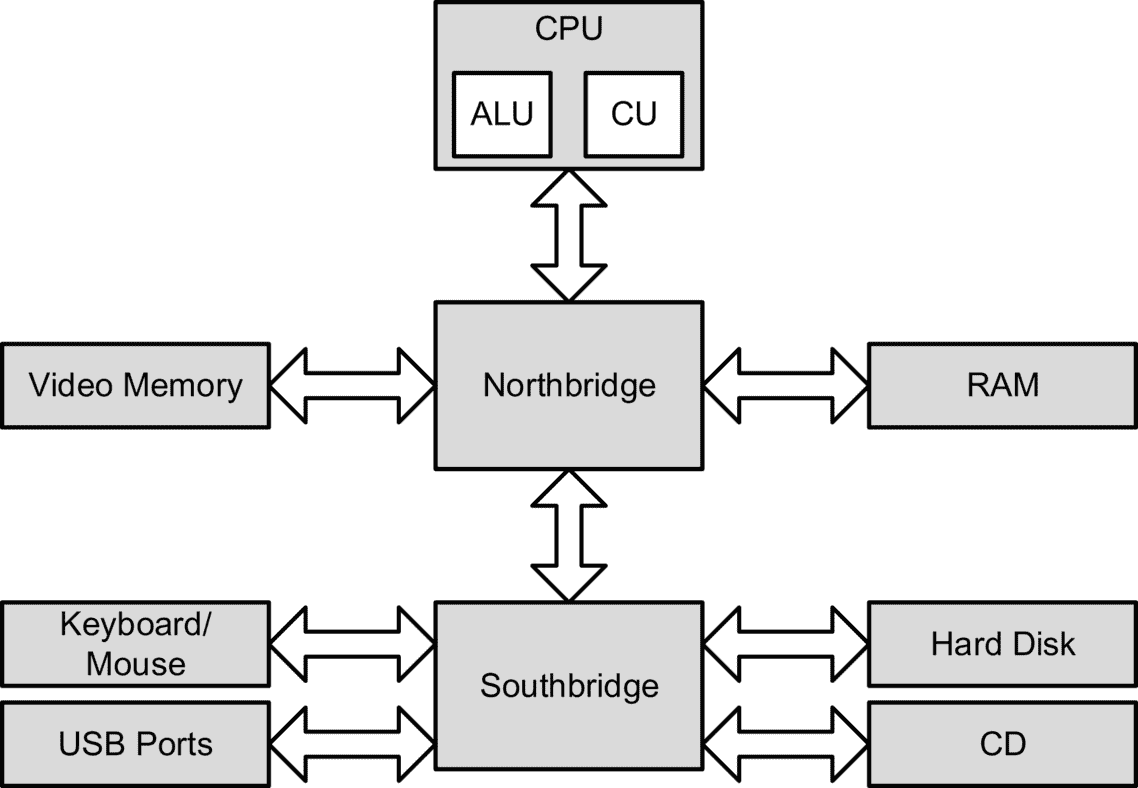 CPU
ALU
CU
Video Memory
Northbridge
RAM
Keyboard/
Mouse
Southbridge
Hard Disk
USB Ports
CD